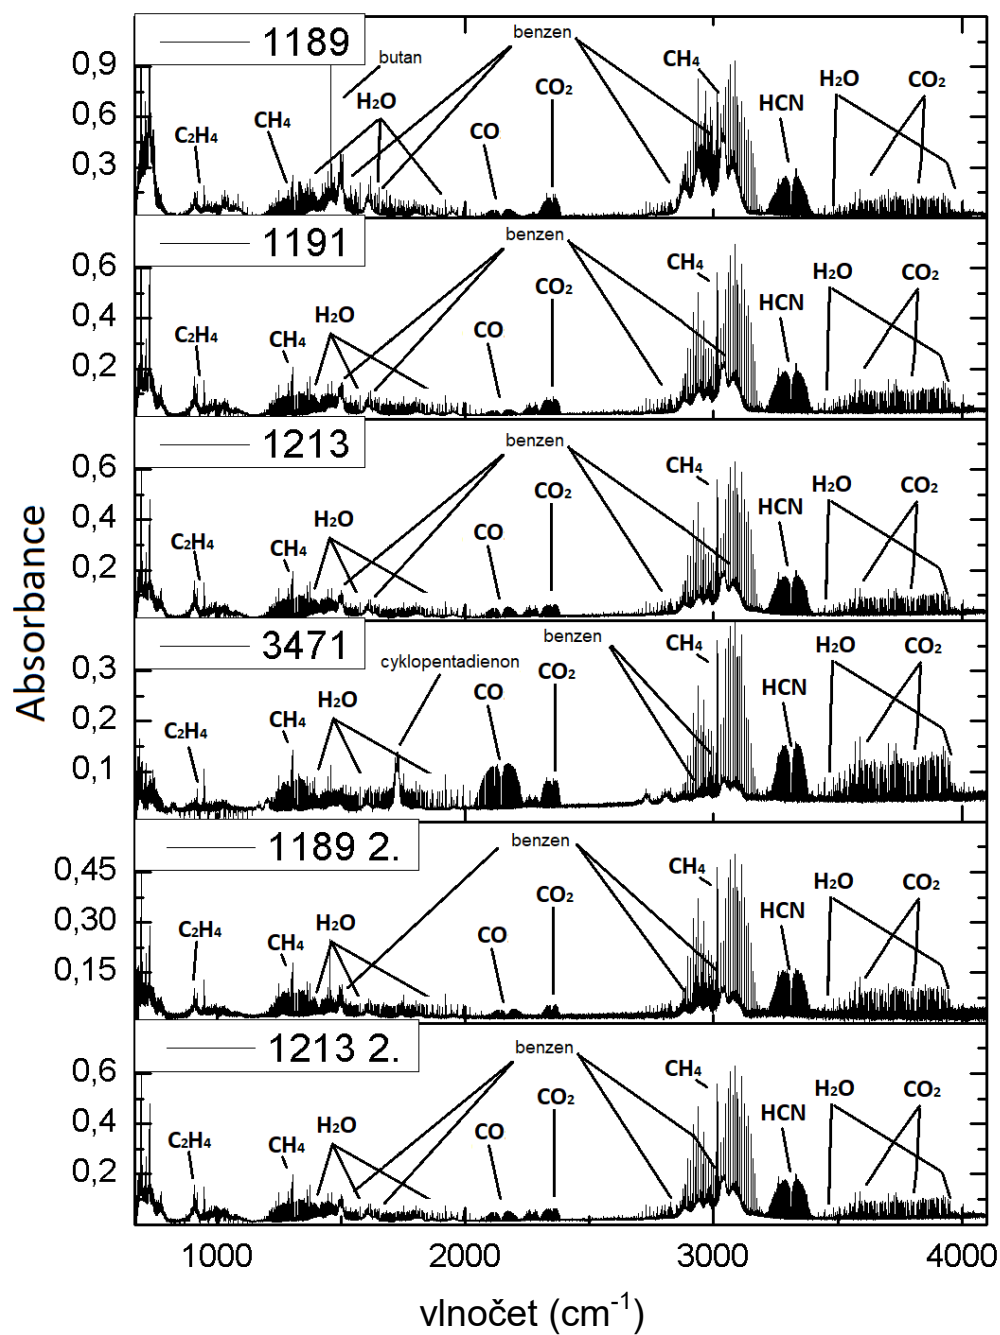 1189
butan
benzen
CH₄
H₂O
CO₂
C₂H₄
CH₄
H₂O
CO
CO₂
HCN
0,9
0,6
0,3
1191
benzen
C₂H₄
CH₄
H₂O
CO
CO₂
CH₄
HCN
H₂O
CO₂
0,6
0,4
0,2
1213
benzen
C₂H₄
CH₄
H₂O
CO
CO₂
CH₄
HCN
H₂O
CO₂
0,6
0,4
0,2
3471
cyklopentadienon
benzen
C₂H₄
CH₄
H₂O
CO
CO₂
CH₄
HCN
H₂O
CO₂
0,3
0,2
0,1
1189 2.
benzen
C₂H₄
CH₄
H₂O
CO
CO₂
CH₄
HCN
H₂O
CO₂
0,45
0,30
0,15
1213 2.
benzen
C₂H₄
CH₄
H₂O
CO
CO₂
CH₄
HCN
H₂O
CO₂
0,6
0,4
0,2
Absorbance
1000 2000 3000 4000
vlnočet (cm⁻¹)